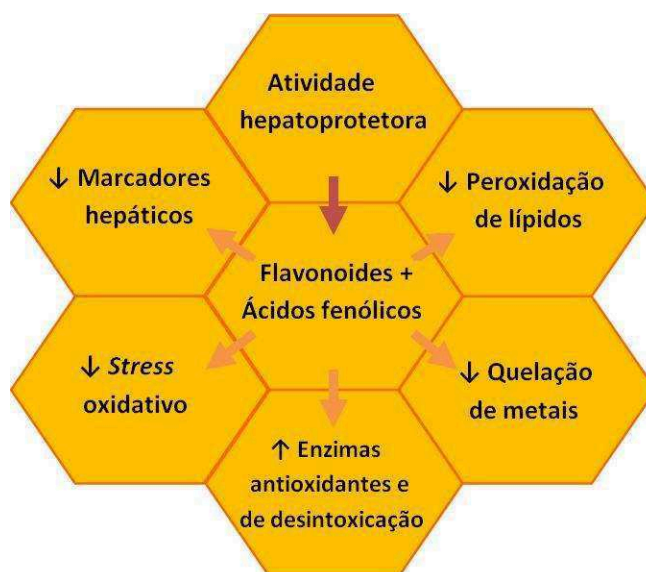 Atividade
hepatoprotetora
↓ Marcadores
hepáticos
↓ Peroxidação
de lípidos
Flavonoides +
Ácidos fenólicos
↓ Stress
oxidativo
↓ Quelação
de metais
↑ Enzimas
antioxidantes e
de desintoxicação